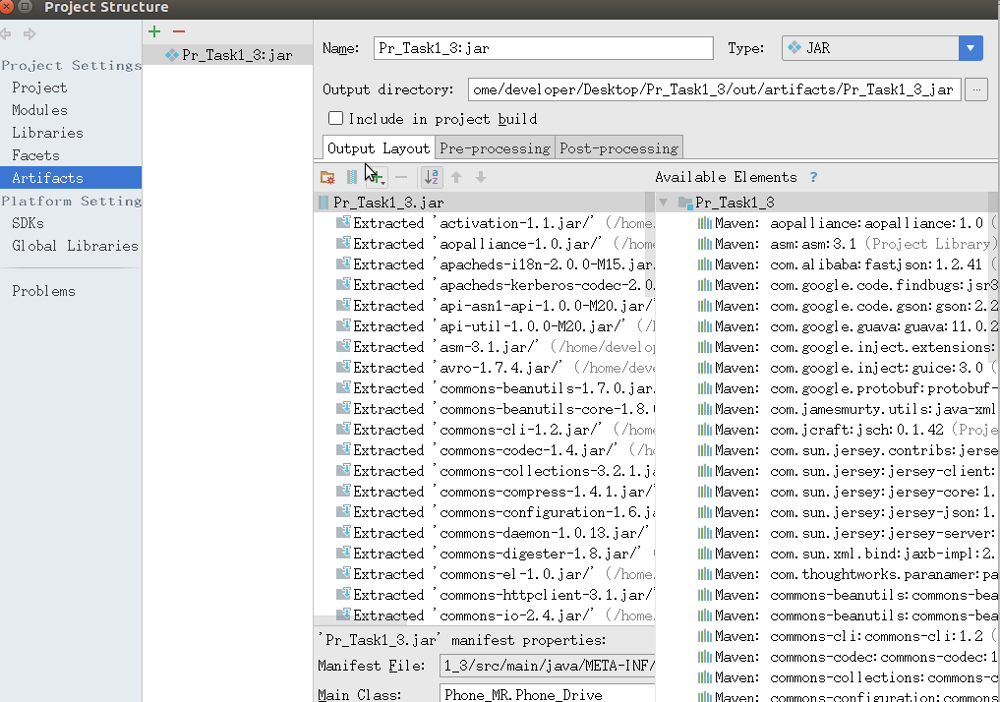 Project Structure
Project Settings
Project
Modules
Libraries
Facets
Artifacts
Platform Setting
SDKs
Global Libraries
Problems
Pr_Task1_3:jar
Name: Pr_Task1_3:jar Type: JAR
Output directory: ome/developer/Desktop/Pr_Task1_3/out/artifacts/Pr_Task1_3_jar ...
Include in project build
Output Layout Pre-processing Post-processing
Available Elements ?
Pr_Task1_3.jar
Extracted 'activation-1.1.jar/' (/home.
Extracted 'aopalliance-1.0.jar/' (/hom
Extracted 'apacheds-i18n-2.0.0-M15.jar.
Extracted 'apacheds-kerberos-codec-2.0.
Extracted 'api-asn1-api-1.0.0-M20.jar/'
Extracted 'api-util-1.0.0-M20.jar/' (/h
Extracted 'asm-3.1.jar/' (/home/develop
Extracted 'avro-1.7.4.jar/' (/home/deve
Extracted 'commons-beanutils-1.7.0.jar.
Extracted 'commons-beanutils-core-1.8.
Extracted 'commons-cli-1.2.jar/' (/home
Extracted 'commons-codec-1.4.jar/' (/ho
Extracted 'commons-collections-3.2.1.ja
Extracted 'commons-compress-1.4.1.jar/'
Extracted 'commons-configuration-1.6.ja
Extracted 'commons-daemon-1.0.13.jar/'
Extracted 'commons-digester-1.8.jar/'
Extracted 'commons-el-1.0.jar/' (/home.
Extracted 'commons-httpclient-3.1.jar/'
Extracted 'commons-io-2.4.jar/' (/home.
'Pr_Task1_3.jar' manifest properties:
Manifest File: 1_3/src/main/java/META-INF/
Main Class: Phone_MR.Phone_Drive
Pr_Task1_3
Maven: aopalliance:aopalliance:1.0 (
Maven: asm:asm:3.1 (Project Library)
Maven: com.alibaba:fastjson:1.2.41 (
Maven: com.google.code.findbugs:jsr3
Maven: com.google.code.gson:gson:2.2
Maven: com.google.guava:guava:11.0.2
Maven: com.google.inject.extensions:
Maven: com.google.inject:guice:3.0 (
Maven: com.google.protobuf:protobuf-
Maven: com.jamesmurty.utils:java-xml
Maven: com.jcraft:jsch:0.1.42 (Proje
Maven: com.sun.jersey.contribs:jerse
Maven: com.sun.jersey:jersey-client:
Maven: com.sun.jersey:jersey-core:1.
Maven: com.sun.jersey:jersey-json:1.
Maven: com.sun.jersey:jersey-server:
Maven: com.sun.xml.bind:jaxb-impl:2.
Maven: com.thoughtworks.paranamer:pa
Maven: commons-beanutils:commons-bea
Maven: commons-beanutils:commons-bea
Maven: commons-cli:commons-cli:1.2 (
Maven: commons-codec:commons-codec:1
Maven: commons-collections:commons-c
Maven: commons-configuration:common